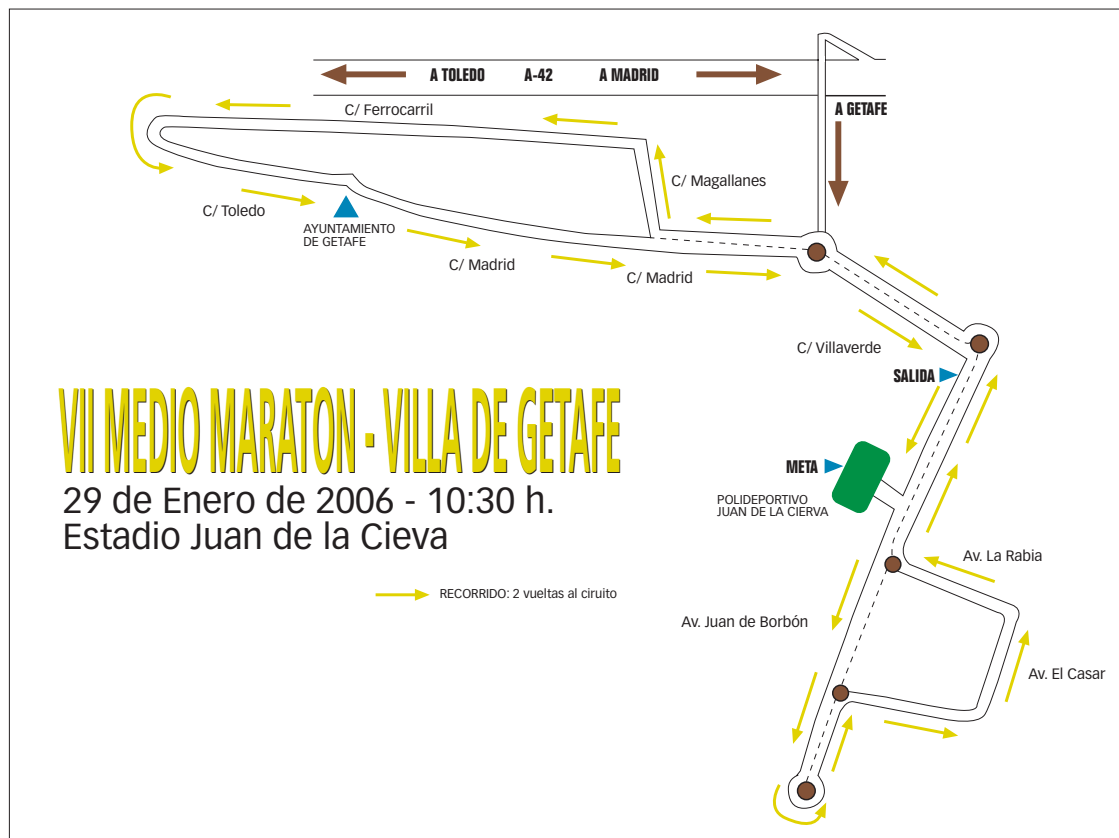 A TOLEDO A-42 A MADRID
C/ Ferrocarril
A GETAFE
C/ Magallanes
C/ Toledo
AYUNTAMIENTO
DE GETAFE
C/ Madrid
C/ Madrid
C/ Villaverde
SALIDA
VII MEDIO MARATON - VILLA DE GETAFE
29 de Enero de 2006 - 10:30 h.
Estadio Juan de la Cieva
META
POLIDEPORTIVO
JUAN DE LA CIERVA
Av. La Rabia
RECORRIDO: 2 vueltas al ciruito
Av. Juan de Borbón
Av. El Casar